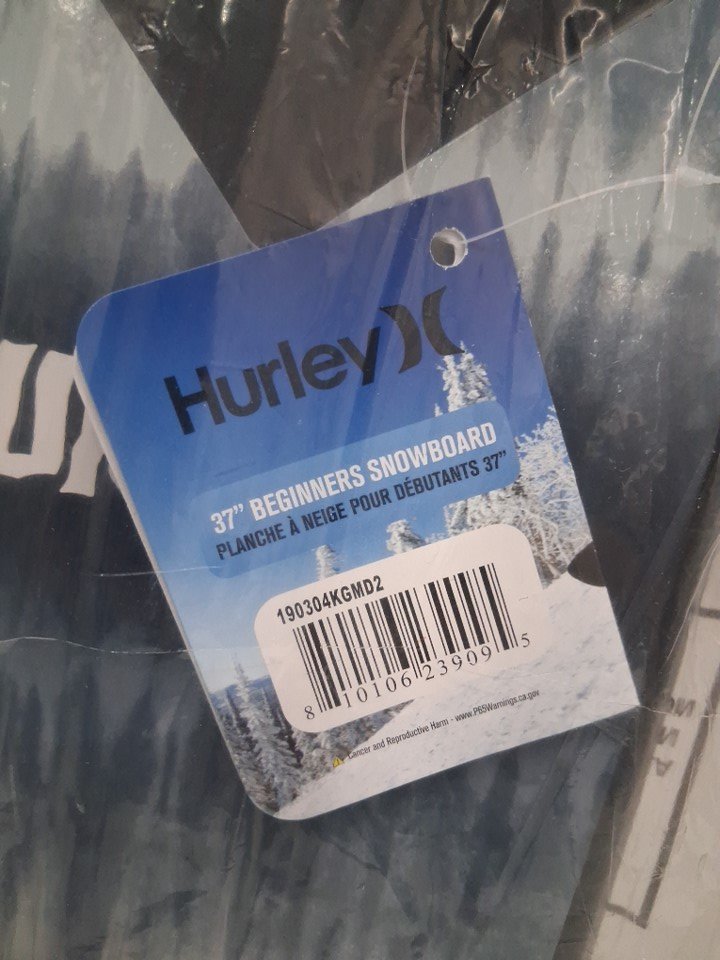 Hurley
37” BEGINNERS SNOWBOARD
PLANCHE À NEIGE POUR DÉBUTANTS 37”
190304KGMD2
8 10106 23909 5
Cancer and Reproductive Harm - www.P65Warnings.ca.gov